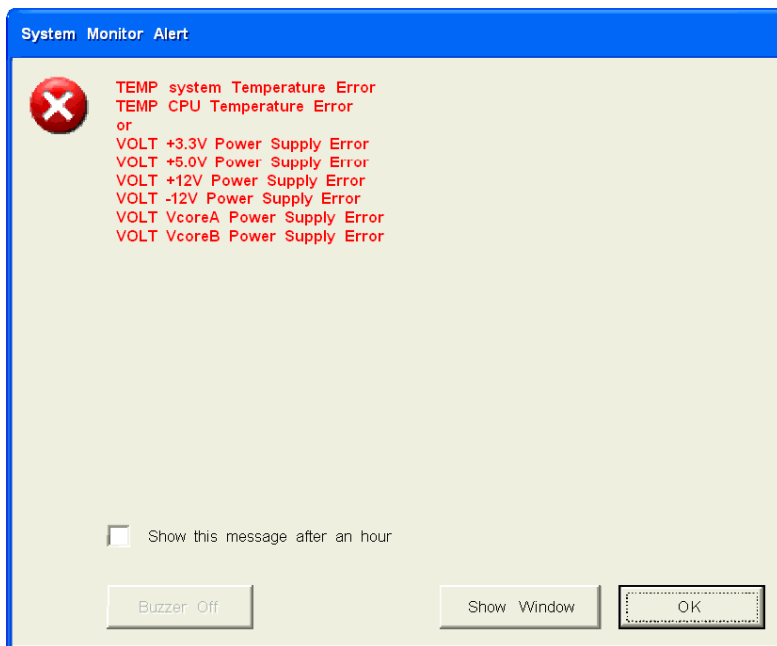 System Monitor Alert
TEMP system Temperature Error
TEMP CPU Temperature Error
or
VOLT +3.3V Power Supply Error
VOLT +5.0V Power Supply Error
VOLT +12V Power Supply Error
VOLT -12V Power Supply Error
VOLT VcoreA Power Supply Error
VOLT VcoreB Power Supply Error
Show this message after an hour
Buzzer Off
Show Window
OK